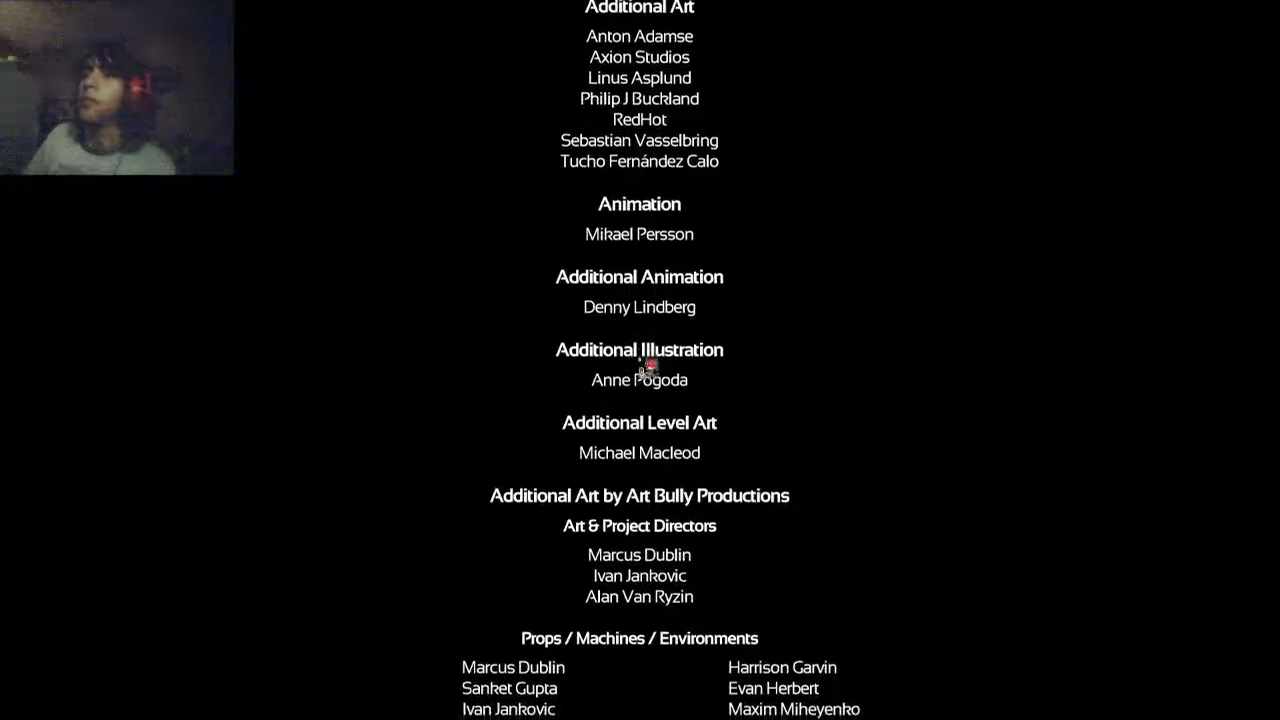 Additional Art
Anton Adamse
Axion Studios
Linus Asplund
Philip J Buckland
RedHot
Sebastian Vasselbring
Tucho Fernández Calo
Animation
Mikael Persson
Additional Animation
Denny Lindberg
Additional Illustration
Anne Pogoda
Additional Level Art
Michael Macleod
Additional Art by Art Bully Productions
Art & Project Directors
Marcus Dublin
Ivan Jankovic
Alan Van Ryzin
Props / Machines / Environments
Marcus Dublin
Sanket Gupta
Ivan Jankovic
Harrison Garvin
Evan Herbert
Maxim Miheyenko